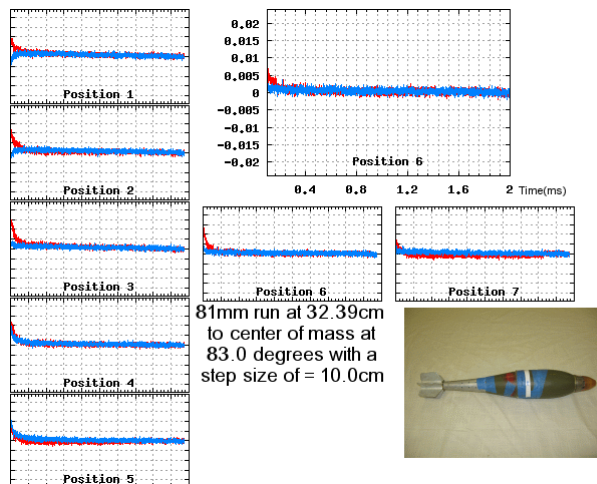 Position 1
Position 2
Position 3
Position 4
Position 5
0.02
0.015
0.01
0.005
0
-0.005
-0.01
-0.015
-0.02
Position 6
0.4 0.8 1.2 1.6 2 Time(ms)
Position 6
Position 7
81mm run at 32.39cm
to center of mass at
83.0 degrees with a
step size of = 10.0cm